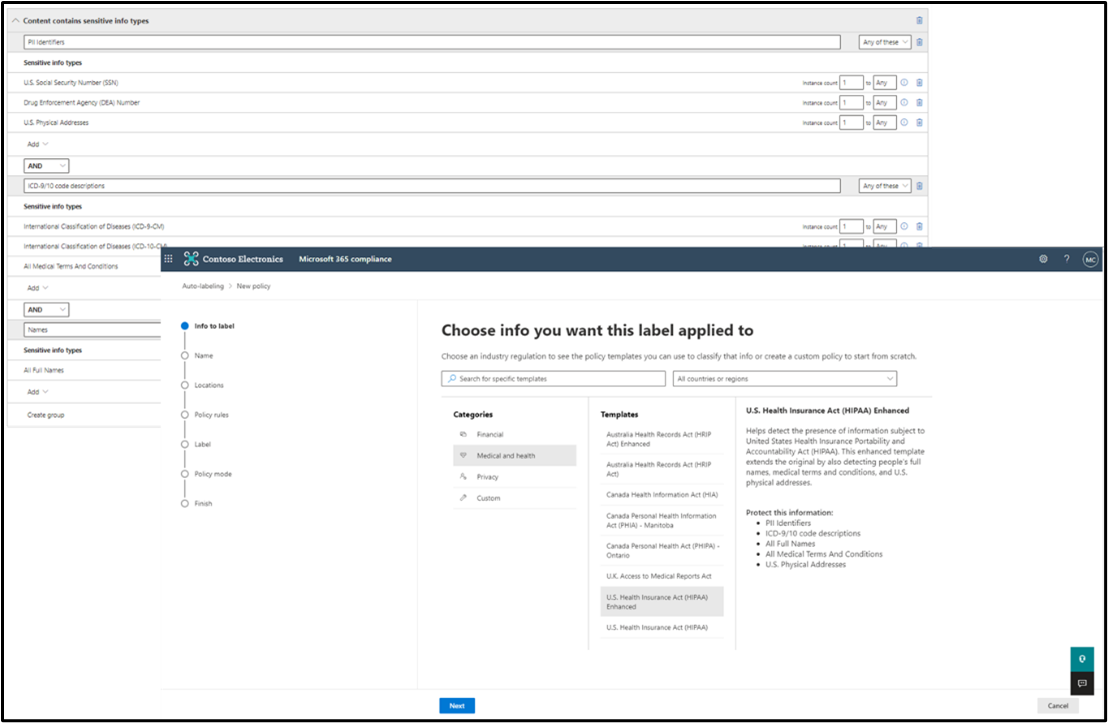 Content contains sensitive info types
PII Identifiers
Any of these
Sensitive info types
U.S. Social Security Number (SSN)
Instance count 1 to Any
Drug Enforcement Agency (DEA) Number
Instance count 1 to Any
U.S. Physical Addresses
Instance count 1 to Any
Add
AND
ICD-9/10 code descriptions
Any of these
Sensitive info types
International Classification of Diseases (ICD-9-CM)
Instance count 1 to Any
International Classification of Diseases (ICD-10-CM)
Instance count 1 to Any
All Medical Terms And Conditions
Add
AND
Names
Sensitive info types
All Full Names
Add
Create group
Contoso Electronics
Microsoft 365 compliance
?
MC
Auto-labeling > New policy
Info to label
Name
Locations
Policy rules
Label
Policy mode
Finish
Choose info you want this label applied to
Choose an industry regulation to see the policy templates you can use to classify that info or create a custom policy to start from scratch.
Search for specific templates
All countries or regions
Categories
Financial
Medical and health
Privacy
Custom
Templates
Australia Health Records Act (HRIP
Act) Enhanced
Australia Health Records Act (HRIP
Act)
Canada Health Information Act (HIA)
Canada Personal Health Information
Act (PHIA) - Manitoba
Canada Personal Health Act (PHIPA) -
Ontario
U.K. Access to Medical Reports Act
U.S. Health Insurance Act (HIPAA)
Enhanced
U.S. Health Insurance Act (HIPAA)
U.S. Health Insurance Act (HIPAA) Enhanced
Helps detect the presence of information subject to
United States Health Insurance Portability and
Accountability Act (HIPAA). This enhanced template
extends the original by also detecting people's full
names, medical terms and conditions, and U.S.
physical addresses.
Protect this information:
• PII Identifiers
• ICD-9/10 code descriptions
• All Full Names
• All Medical Terms And Conditions
• U.S. Physical Addresses
Next
Cancel